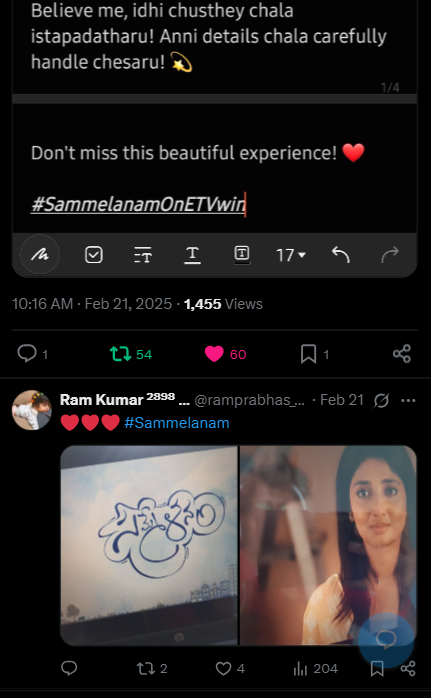 Believe me, idhi chusthey chala
istapadatharu! Anni details chala carefully
handle chesaru! 💫
1/4
Don't miss this beautiful experience! ❤️
#SammelanamOnETVwin
17
10:16 AM · Feb 21, 2025 · 1,455 Views
1 54 60 1
Ram Kumar ²⁸⁹⁸ ... @ramprabhas_... · Feb 21
❤️❤️❤️ #Sammelanam
సమ్మేళనం
2 4 204